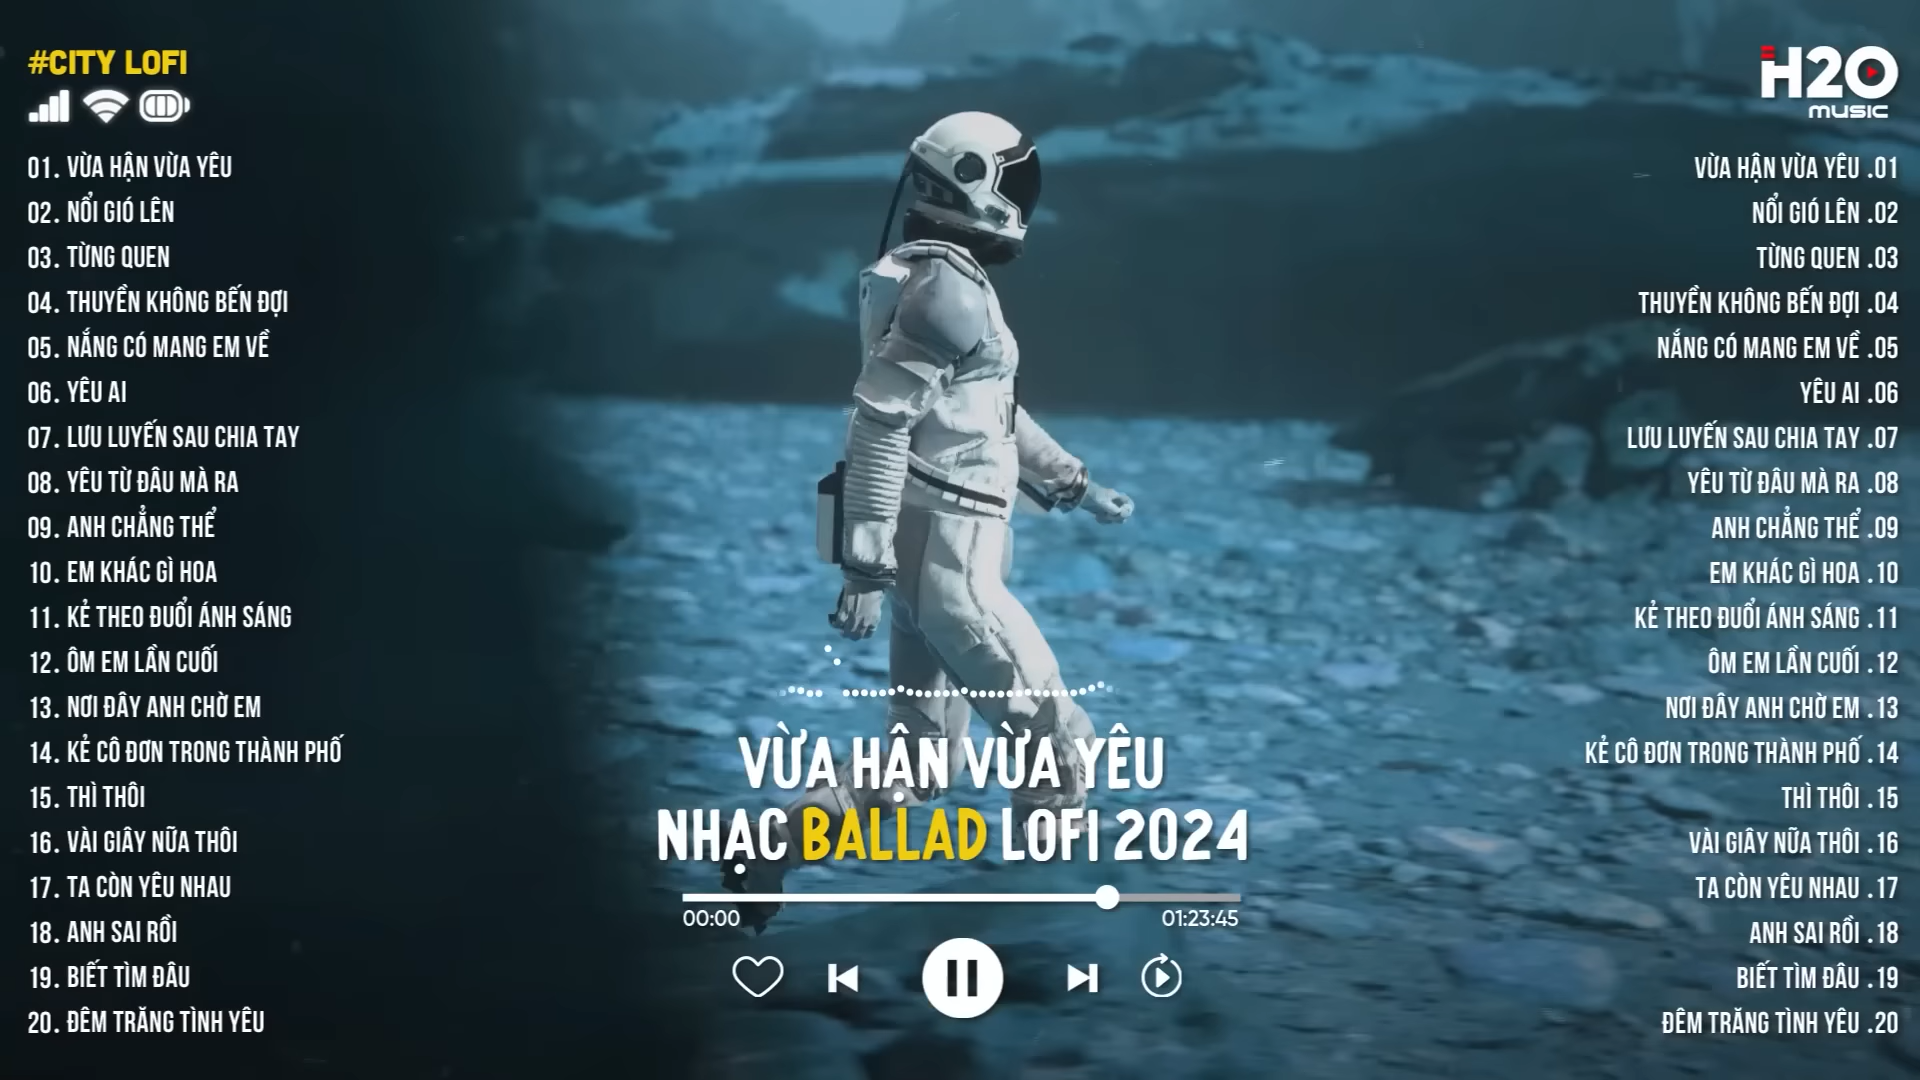 #CITY LOFI
01. VỪA HẬN VỪA YÊU
02. NỔI GIÓ LÊN
03. TỪNG QUEN
04. THUYỀN KHÔNG BẾN ĐỢI
05. NẮNG CÓ MANG EM VỀ
06. YÊU AI
07. LƯU LUYẾN SAU CHIA TAY
08. YÊU TỪ ĐÂU MÀ RA
09. ANH CHẲNG THỂ
10. EM KHÁC GÌ HOA
11. KẺ THEO ĐUỔI ÁNH SÁNG
12. ÔM EM LẦN CUỐI
13. NƠI ĐÂY ANH CHỜ EM
14. KẺ CÔ ĐƠN TRONG THÀNH PHỐ
15. THÌ THÔI
16. VÀI GIÂY NỮA THÔI
17. TA CÒN YÊU NHAU
18. ANH SAI RỒI
19. BIẾT TÌM ĐÂU
20. ĐÊM TRĂNG TÌNH YÊU
VỪA HẬN VỪA YÊU
NHẠC BALLAD LOFI 2024
00:00
01:23:45
H2O
MUSIC
VỪA HẬN VỪA YÊU .01
NỔI GIÓ LÊN .02
TỪNG QUEN .03
THUYỀN KHÔNG BẾN ĐỢI .04
NẮNG CÓ MANG EM VỀ .05
YÊU AI .06
LƯU LUYẾN SAU CHIA TAY .07
YÊU TỪ ĐÂU MÀ RA .08
ANH CHẲNG THỂ .09
EM KHÁC GÌ HOA .10
KẺ THEO ĐUỔI ÁNH SÁNG .11
ÔM EM LẦN CUỐI .12
NƠI ĐÂY ANH CHỜ EM .13
KẺ CÔ ĐƠN TRONG THÀNH PHỐ .14
THÌ THÔI .15
VÀI GIÂY NỮA THÔI .16
TA CÒN YÊU NHAU .17
ANH SAI RỒI .18
BIẾT TÌM ĐÂU .19
ĐÊM TRĂNG TÌNH YÊU .20